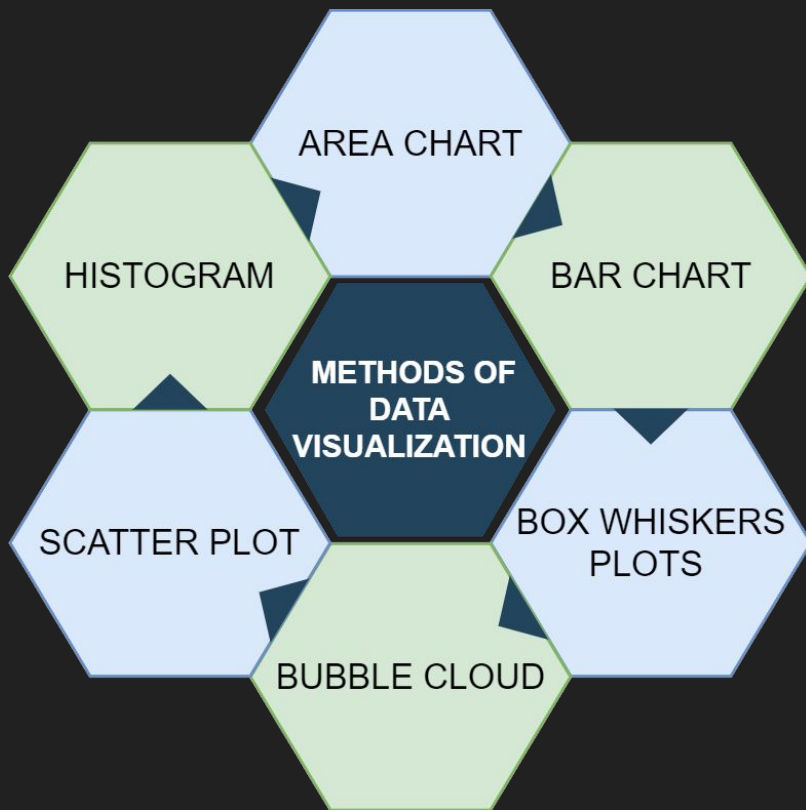 AREA CHART
HISTOGRAM
BAR CHART
METHODS OF
DATA
VISUALIZATION
SCATTER PLOT
BOX WHISKERS
PLOTS
BUBBLE CLOUD